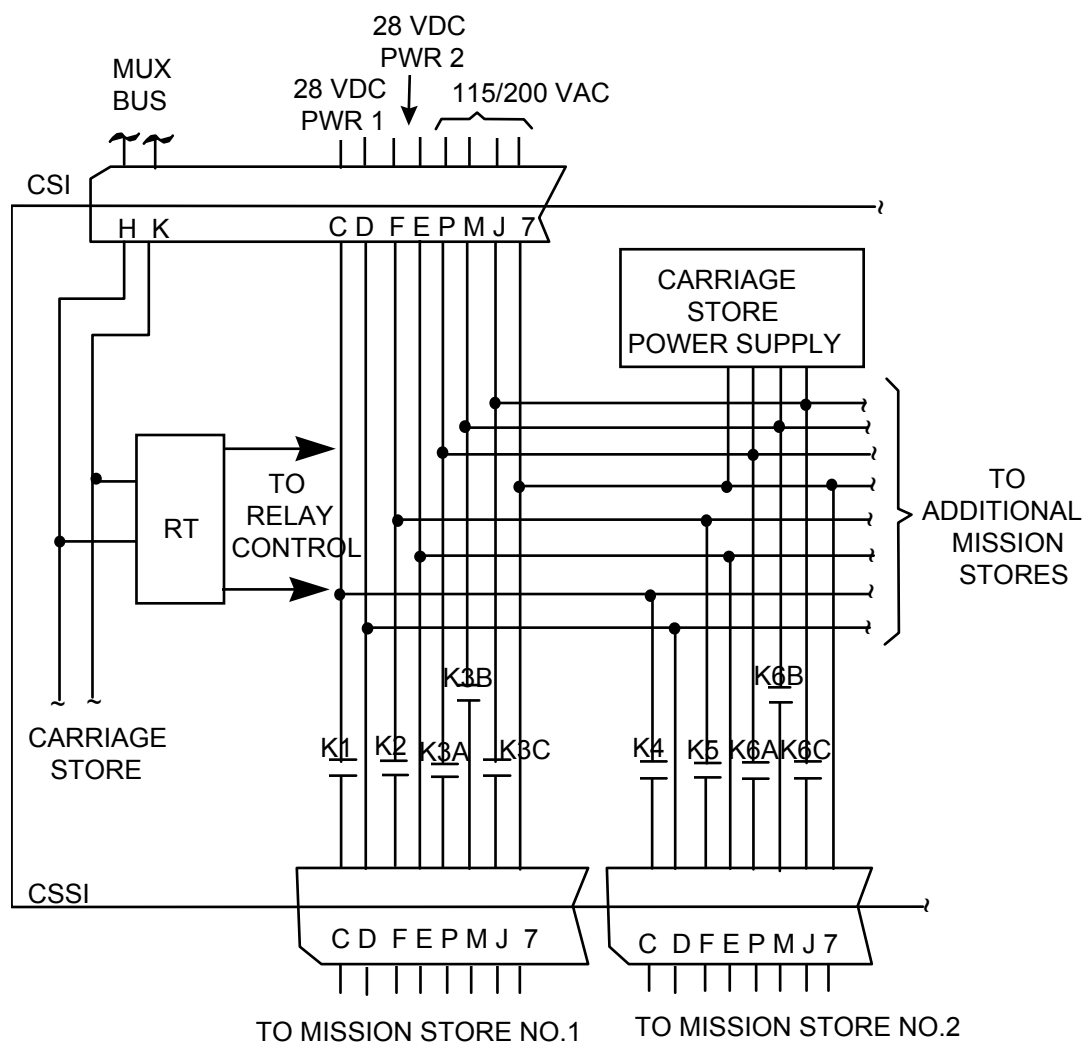 28 VDC
PWR 2
MUX
BUS
28 VDC
PWR 1
115/200 VAC
CSI
H K
C D F E P M J 7
CARRIAGE
STORE
POWER SUPPLY
RT
TO
RELAY
CONTROL
TO
ADDITIONAL
MISSION
STORES
K3B
K6B
CARRIAGE
STORE
K1 K2 K3A K3C
K4 K5 K6A K6C
CSSI
C D F E P M J 7
C D F E P M J 7
TO MISSION STORE NO.1
TO MISSION STORE NO.2